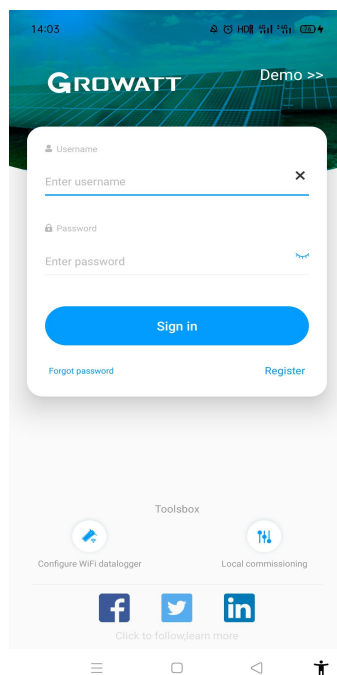 14:03
GROWATT
Demo >>
Username
Enter username
Password
Enter password
Sign in
Forgot password
Register
Toolsbox
Configure WiFi datalogger
Local commissioning
Click to follow,learn more